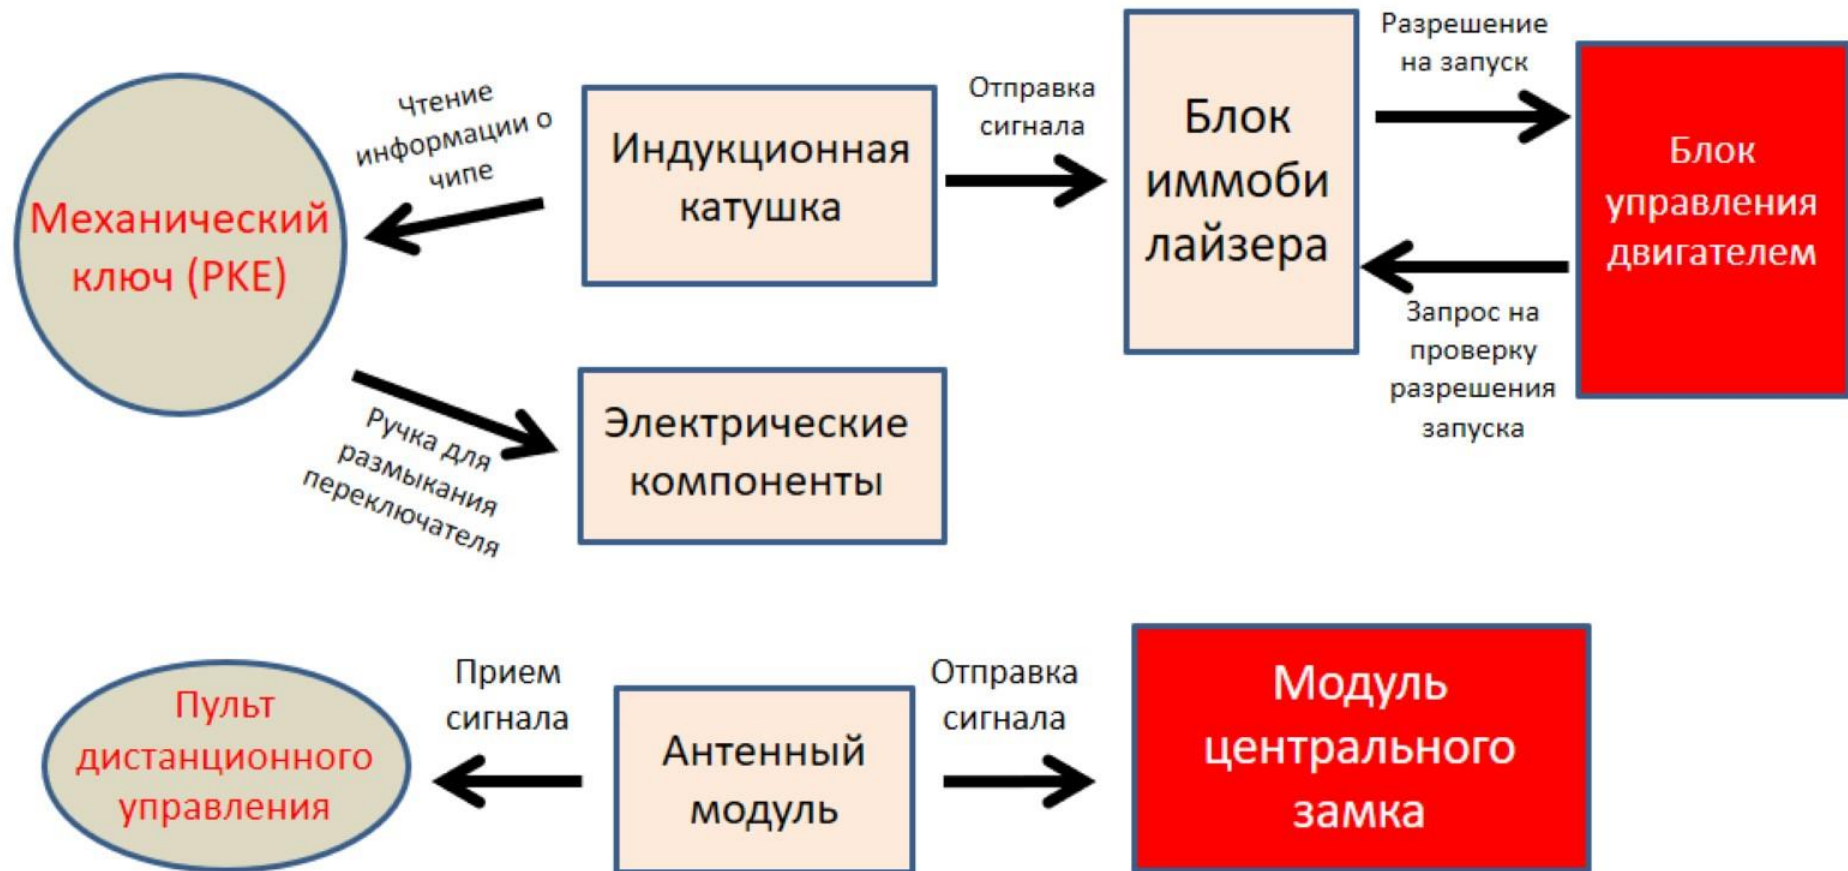 Механический
ключ (PKE)
Чтение
информации о
чипе
Индукционная
катушка
Отправка
сигнала
Блок
иммоби
лайзера
Разрешение
на запуск
Блок
управления
двигателем
Запрос на
проверку
разрешения
запуска
Ручка для
размыкания
переключателя
Электрические
компоненты
Пульт
дистанционного
управления
Прием
сигнала
Антенный
модуль
Отправка
сигнала
Модуль
центрального
замка